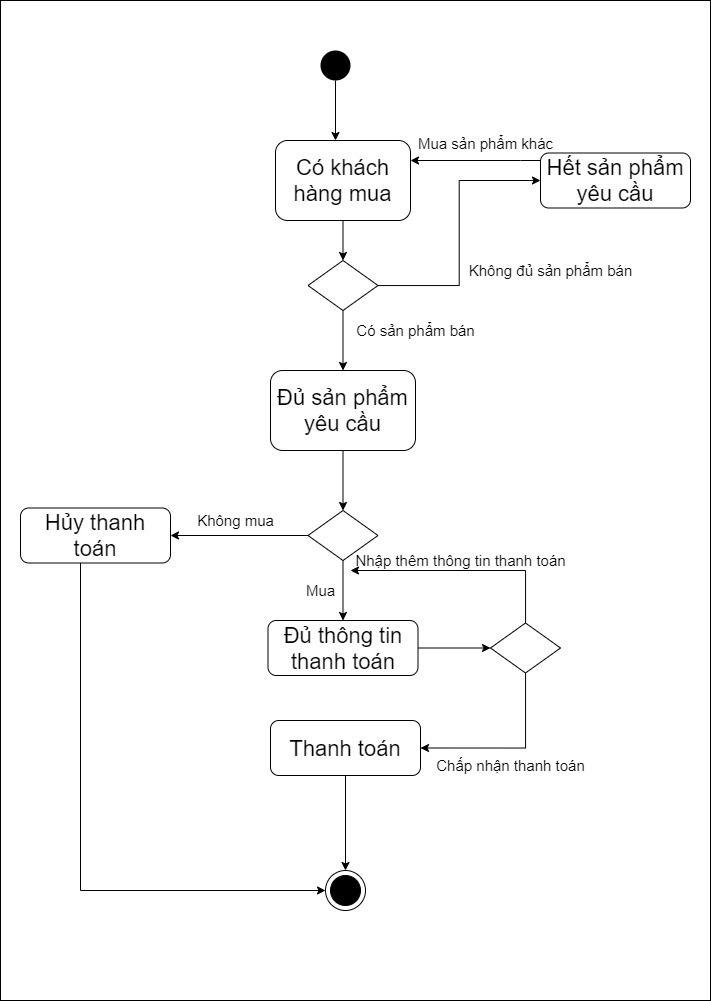 Mua sản phẩm khác
Có khách
hàng mua
Hết sản phẩm
yêu cầu
Không đủ sản phẩm bán
Có sản phẩm bán
Đủ sản phẩm
yêu cầu
Hủy thanh
toán
Không mua
Nhập thêm thông tin thanh toán
Mua
Đủ thông tin
thanh toán
Thanh toán
Chấp nhận thanh toán